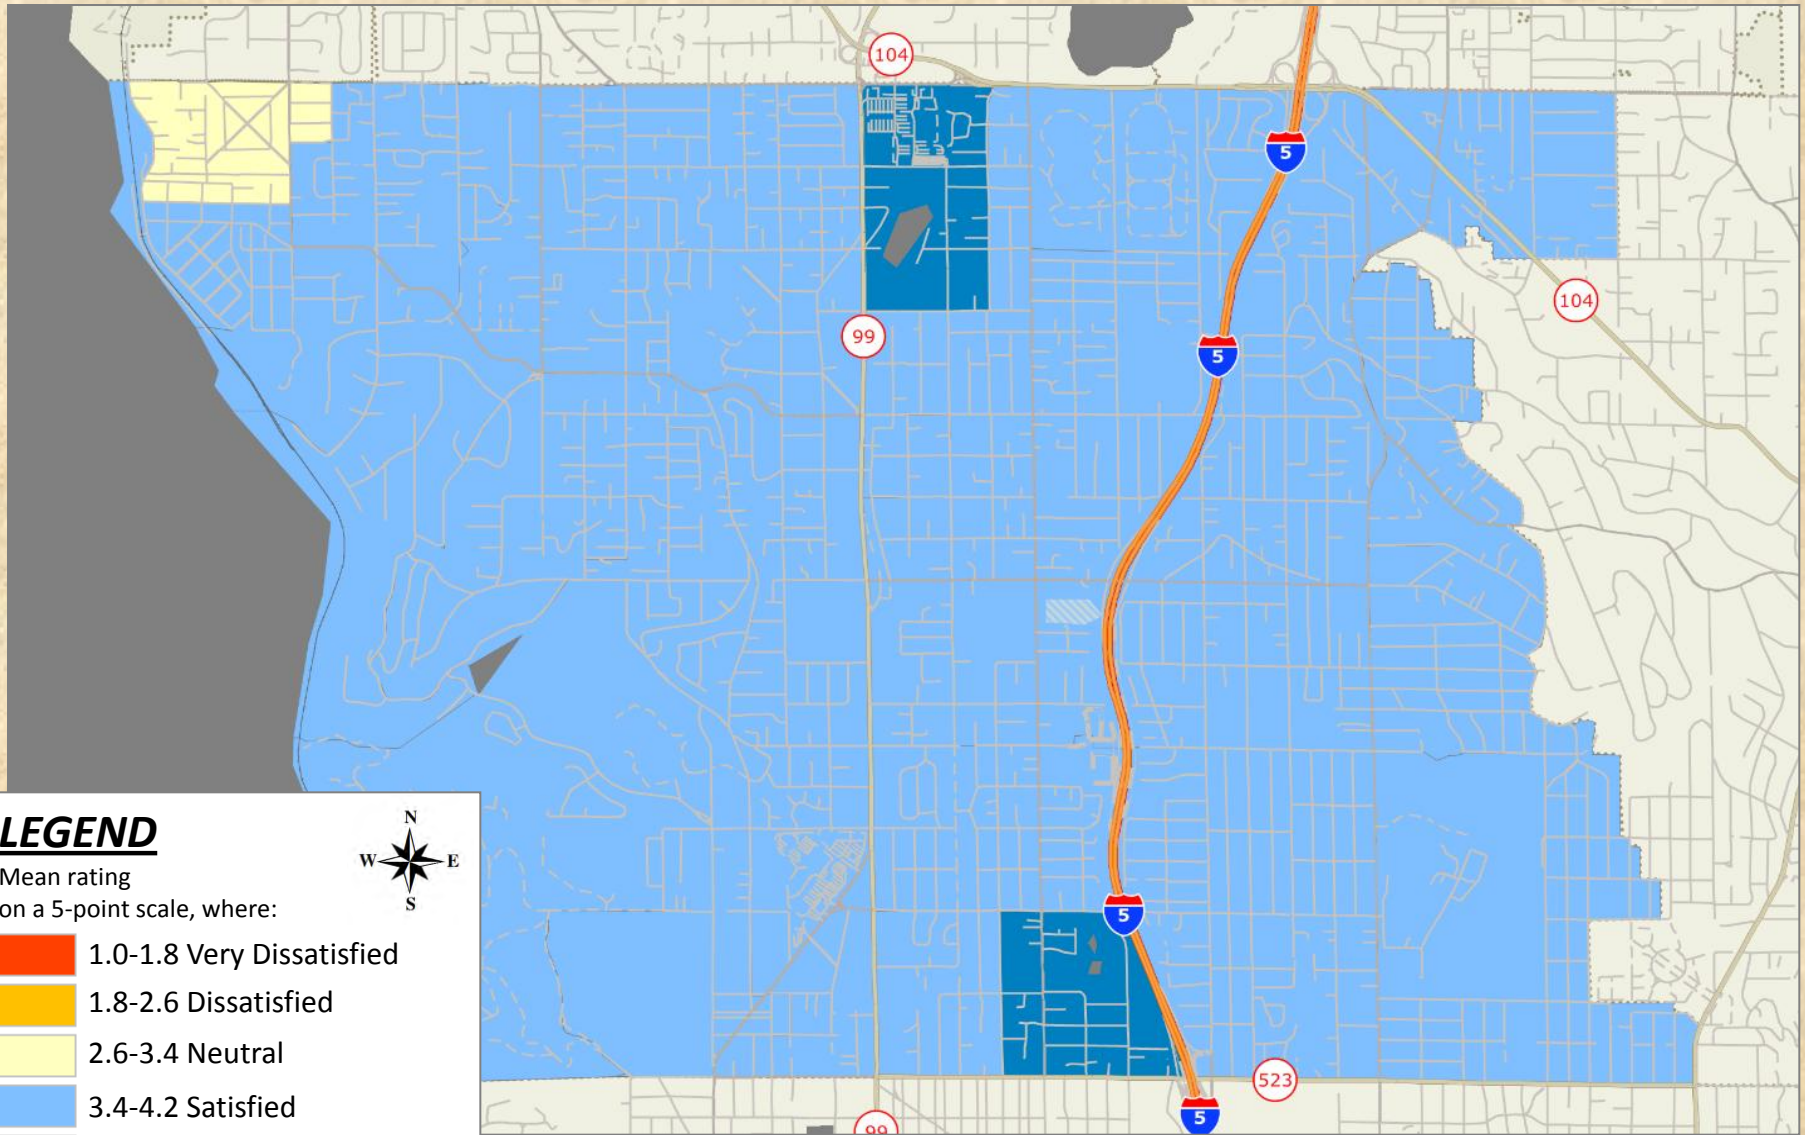 104
5
104
99
5
5
523
5
99
LEGEND
N
W E
S
Mean rating
on a 5-point scale, where:
1.0-1.8 Very Dissatisfied
1.8-2.6 Dissatisfied
2.6-3.4 Neutral
3.4-4.2 Satisfied